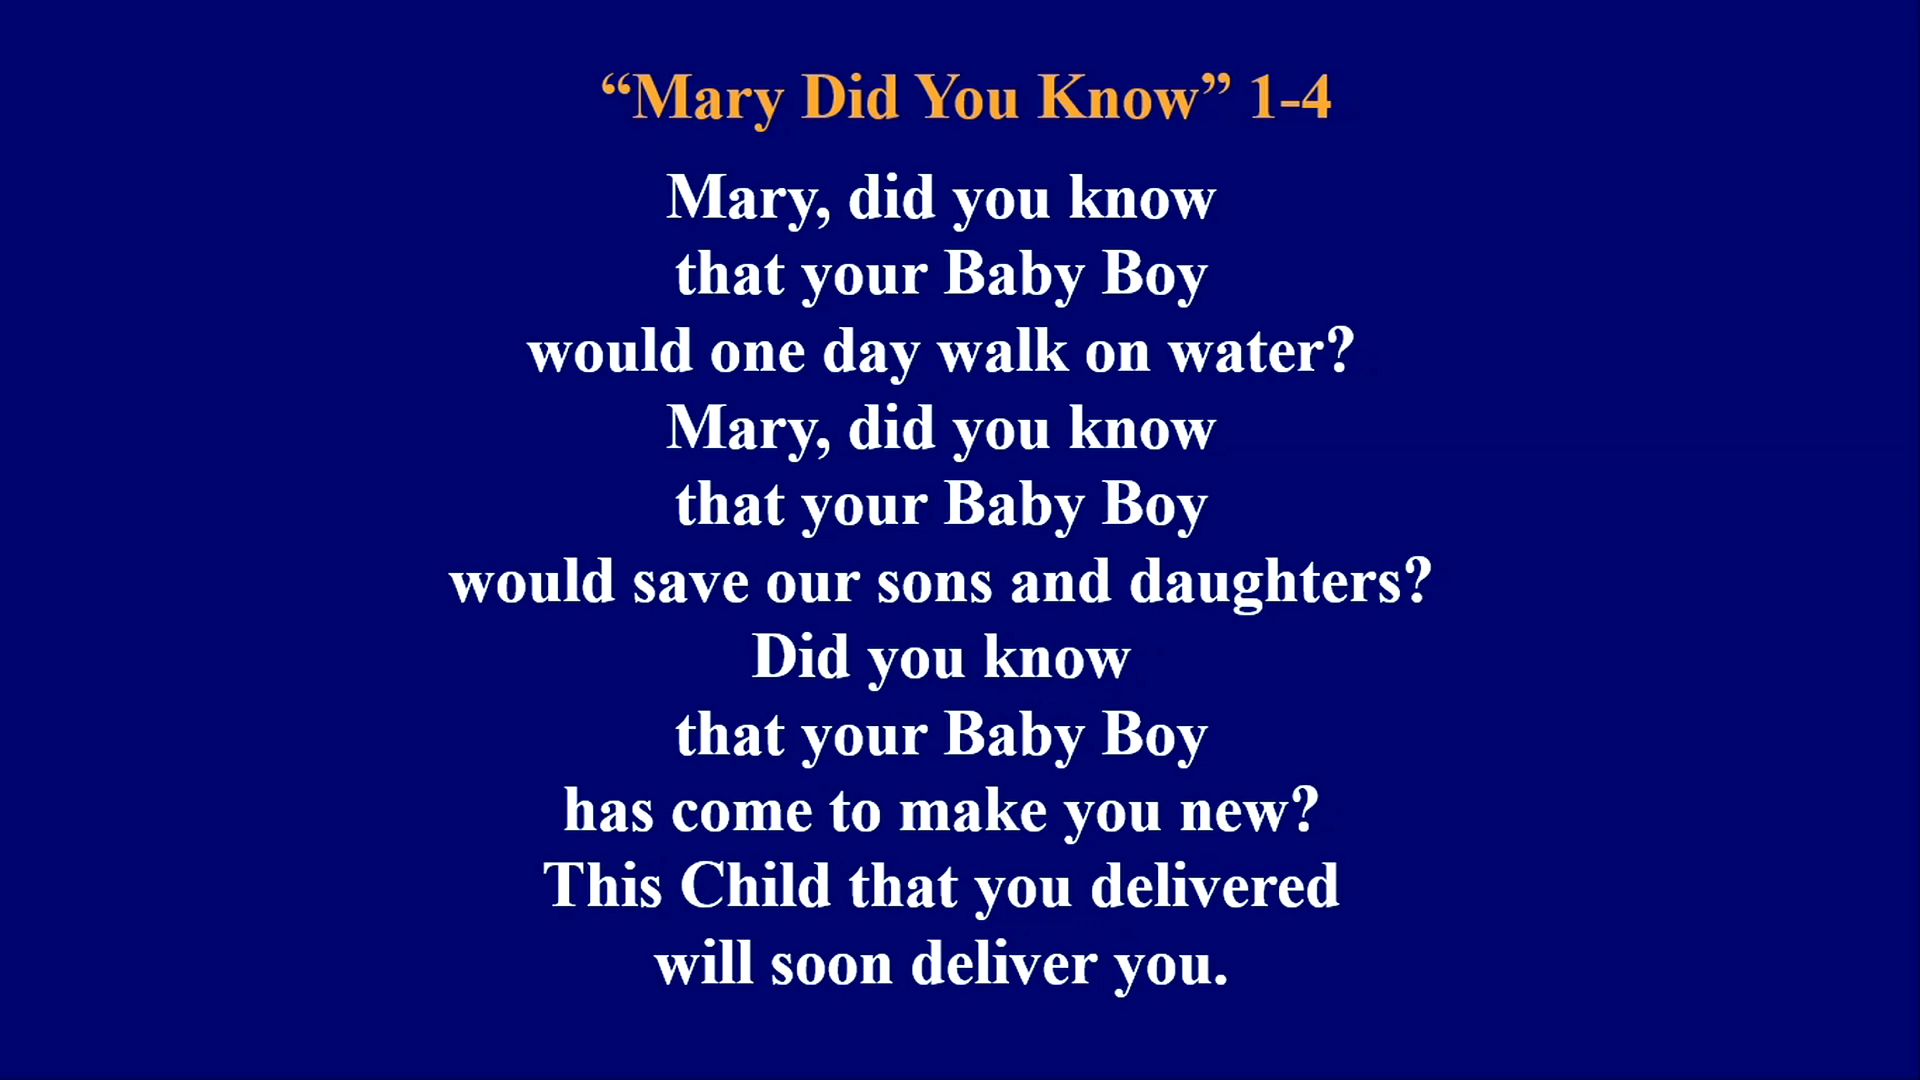 “Mary Did You Know” 1-4
Mary, did you know
that your Baby Boy
would one day walk on water?
Mary, did you know
that your Baby Boy
would save our sons and daughters?
Did you know
that your Baby Boy
has come to make you new?
This Child that you delivered
will soon deliver you.